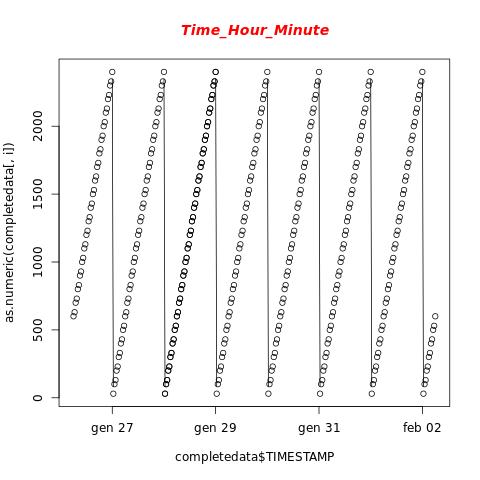 Time_Hour_Minute
as.numeric(completedata[, i])
2000
1500
1000
500
0
gen 27 gen 29 gen 31 feb 02
completedata$TIMESTAMP